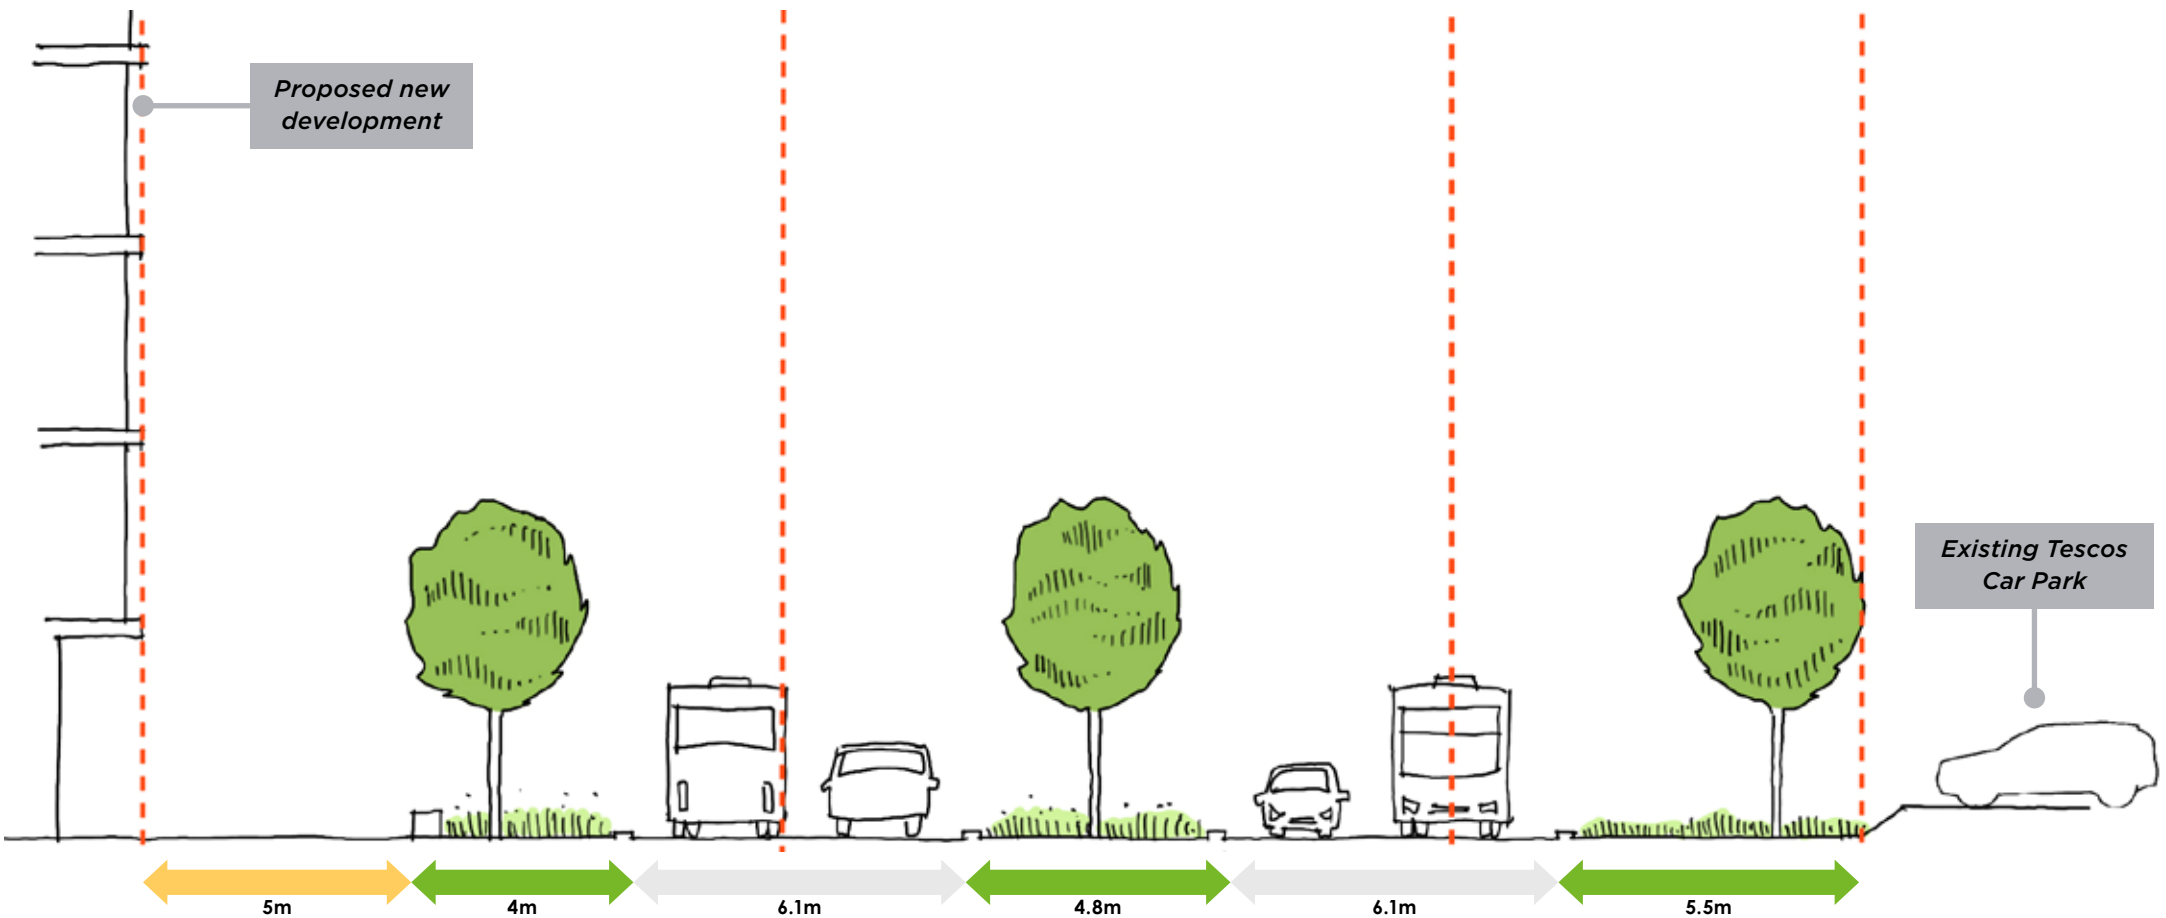 Proposed new
development
Existing Tescos
Car Park
5m
4m
6.1m
4.8m
6.1m
5.5m